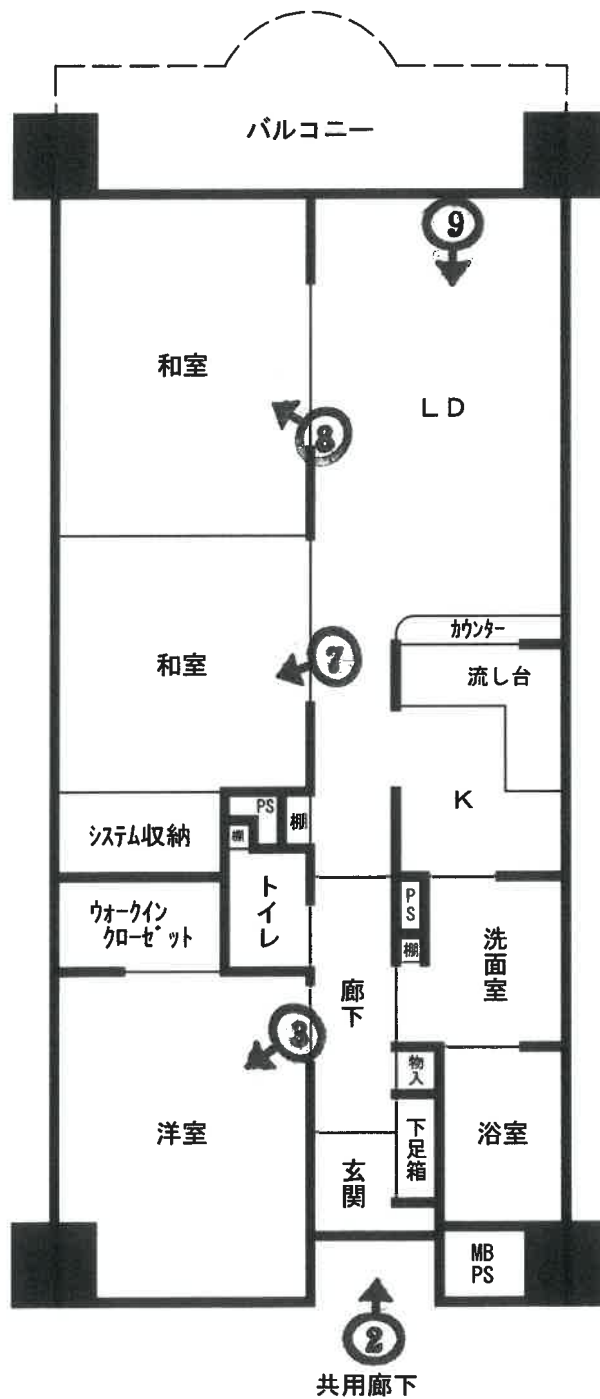 バルコニー
9
和室
LD
8
カウンター
和室
7
流し台
K
PS
棚
棚
システム収納
トイレ
PS
ウォークイン
クローゼット
棚
洗面室
廊下
3
物入
洋室
下足箱
浴室
玄関
MB
PS
2
共用廊下